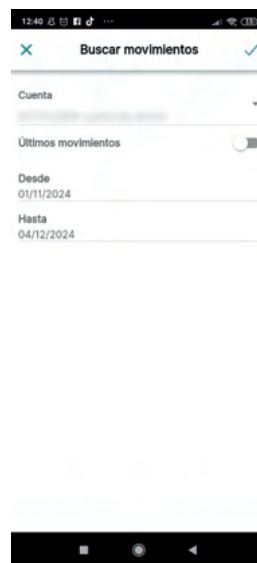 12:40
Buscar movimientos
Cuenta
Últimos movimientos
Desde
01/11/2024
Hasta
04/12/2024